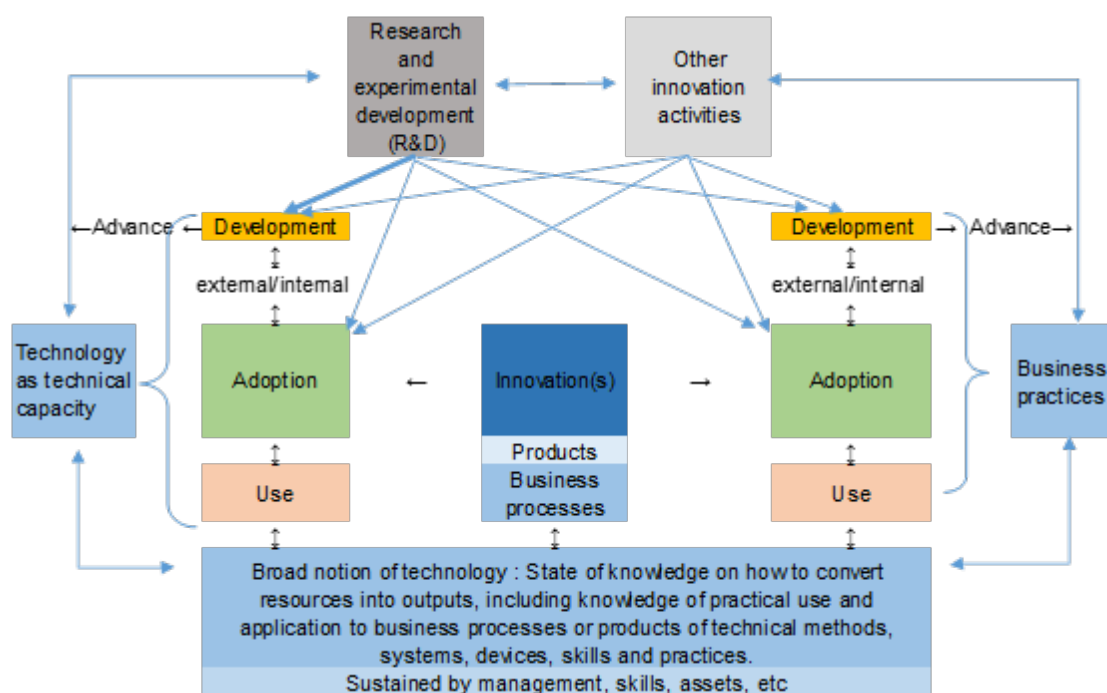 Research
and
experimental
development
(R&D)
Other
innovation
activities
←Advance ←
Development
Development
→ Advance→
external/internal
external/internal
Technology
as technical
capacity
Adoption
←
Innovation(s)
→
Adoption
Business
practices
Products
Business
processes
Use
Use
Broad notion of technology : State of knowledge on how to convert
resources into outputs, including knowledge of practical use and
application to business processes or products of technical methods,
systems, devices, skills and practices.
Sustained by management, skills, assets, etc